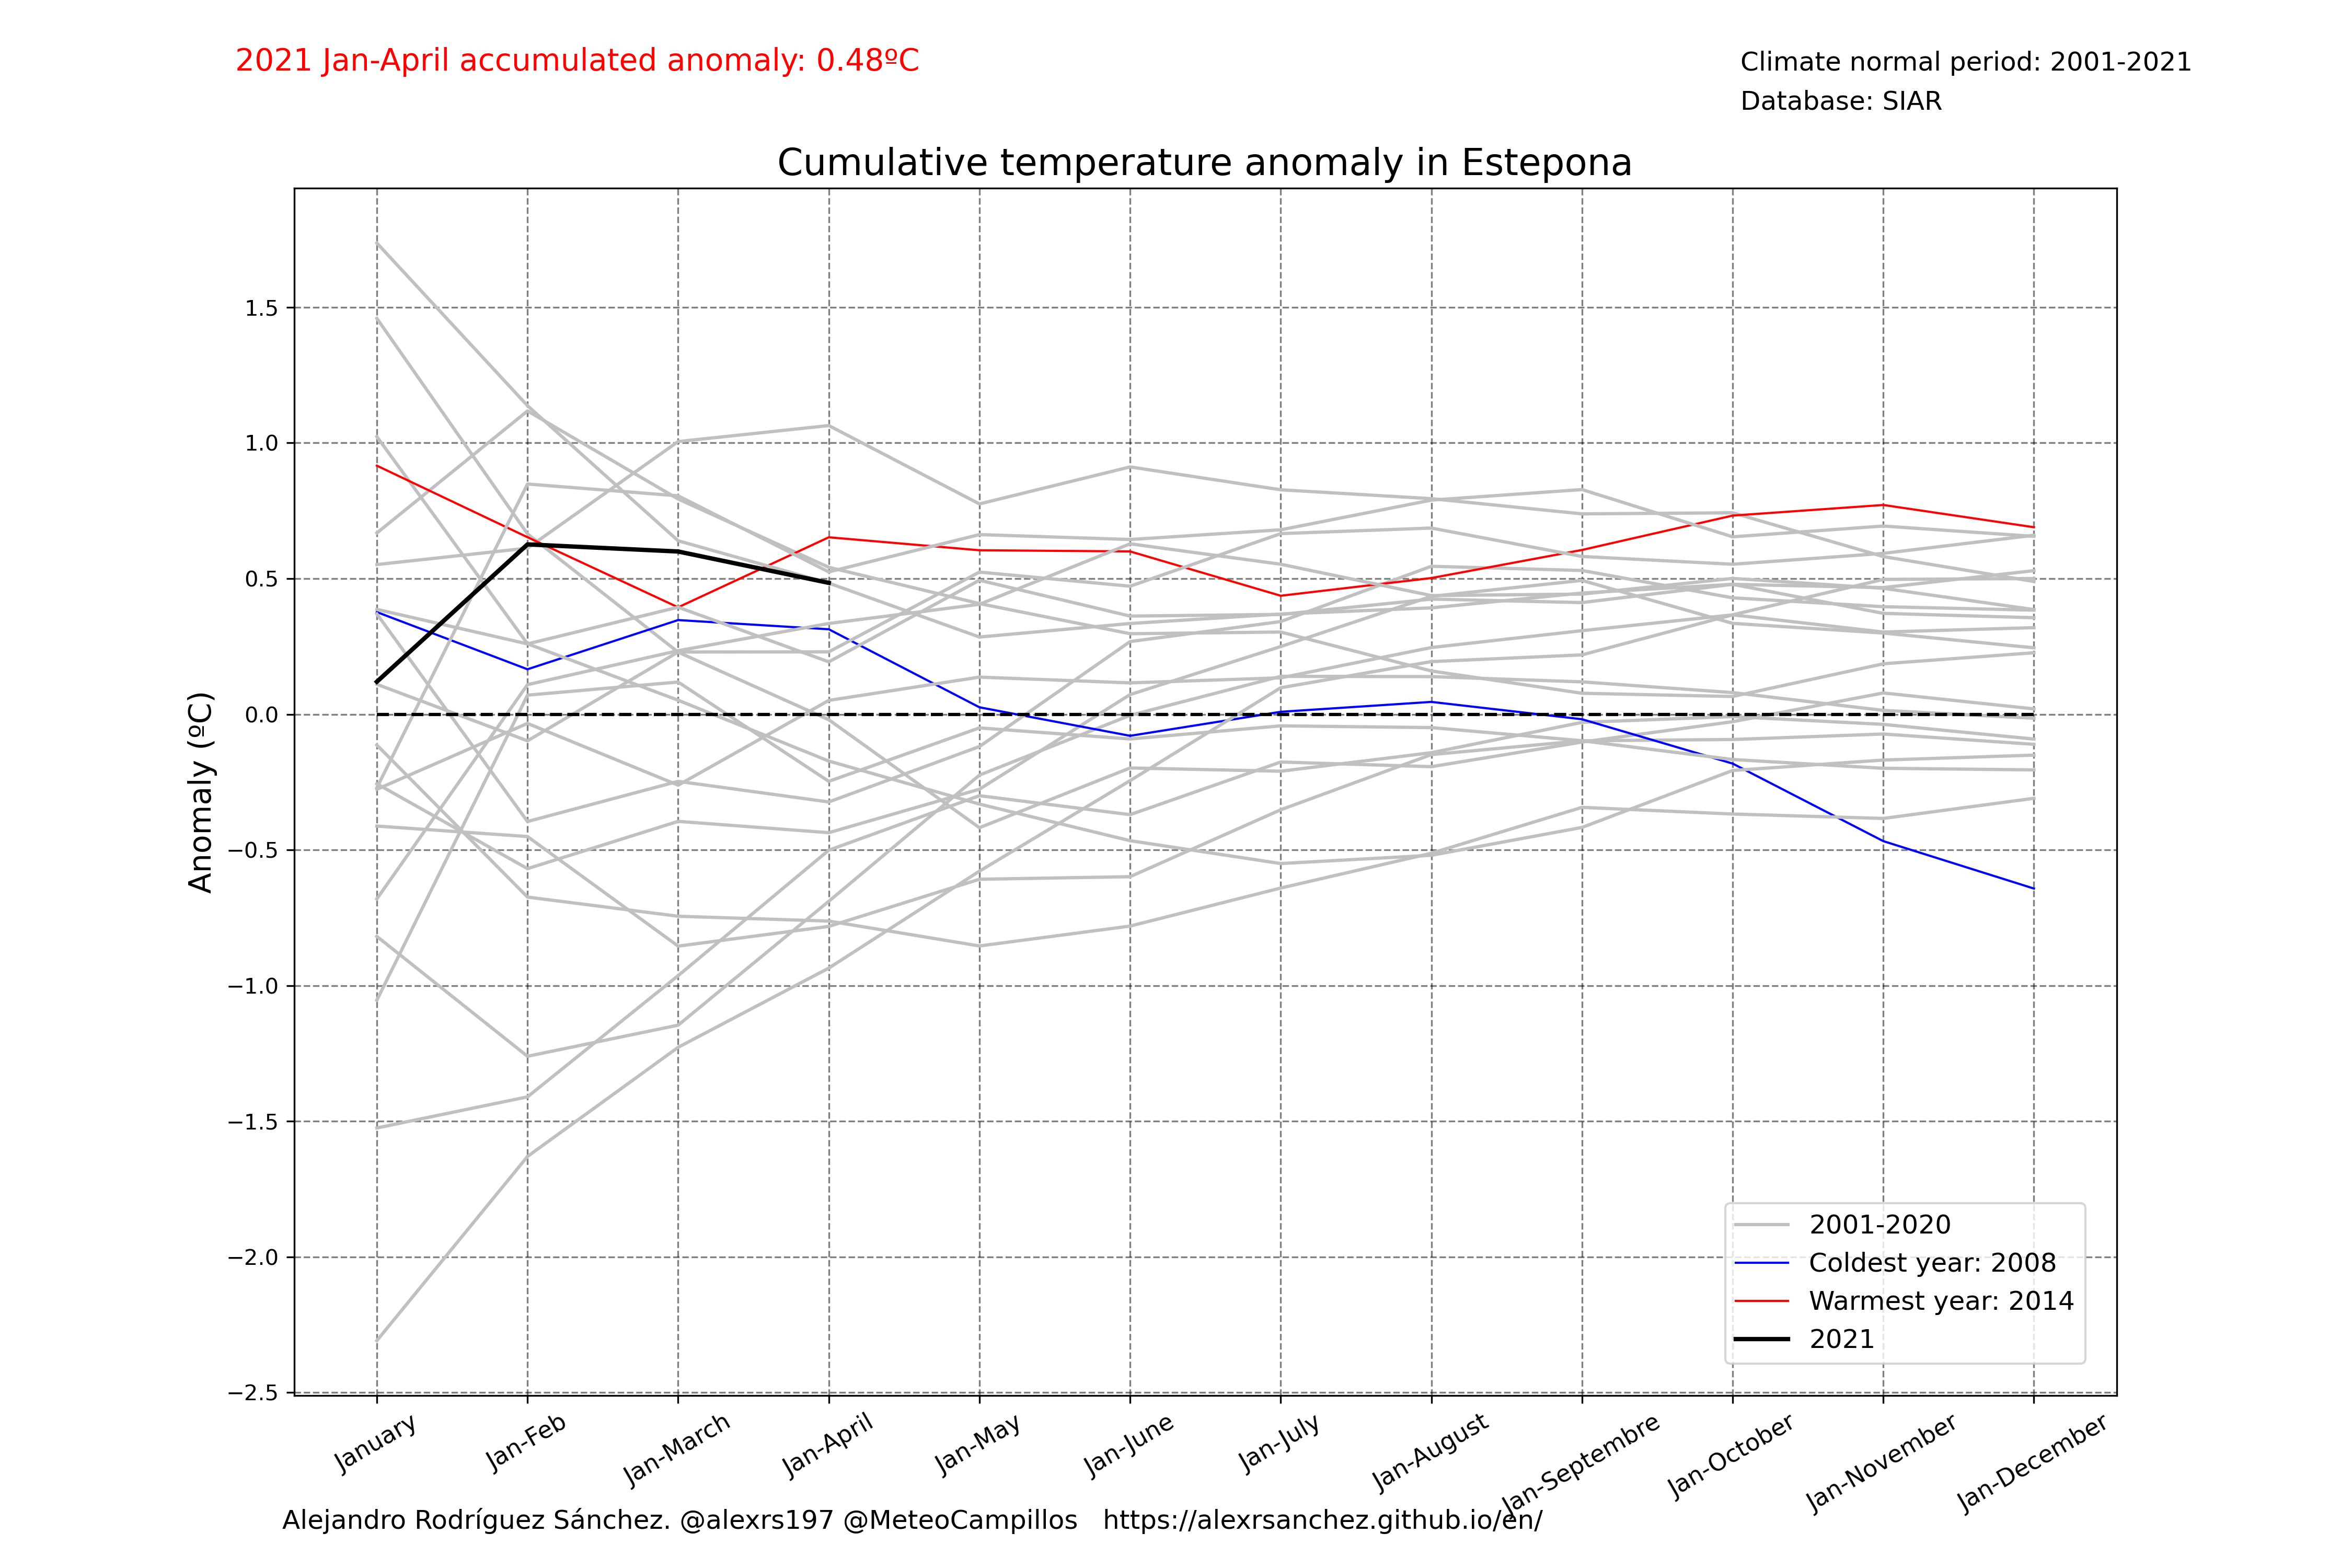 2021 Jan-April accumulated anomaly: 0.48ºC
Climate normal period: 2001-2021
Database: SIAR
Cumulative temperature anomaly in Estepona
Anomaly (ºC)
1.5
1.0
0.5
0.0
−0.5
−1.0
−1.5
−2.0
−2.5
2001-2020
Coldest year: 2008
Warmest year: 2014
2021
January
Jan-Feb
Jan-March
Jan-April
Jan-May
Jan-June
Jan-July
Jan-August
Jan-Septembre
Jan-October
Jan-November
Jan-December
Alejandro Rodríguez Sánchez. @alexrs197 @MeteoCampillos https://alexrsanchez.github.io/en/